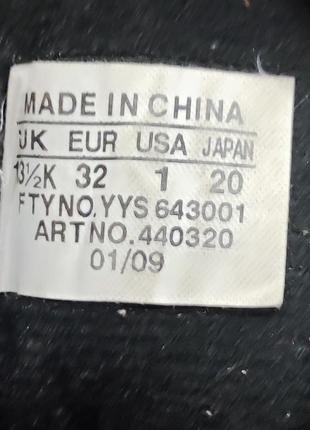 MADE IN CHINA
UK EUR USA JAPAN
13½K 32 1 20
FTYNO.YYS 643001
ARTNO.440320
01/09